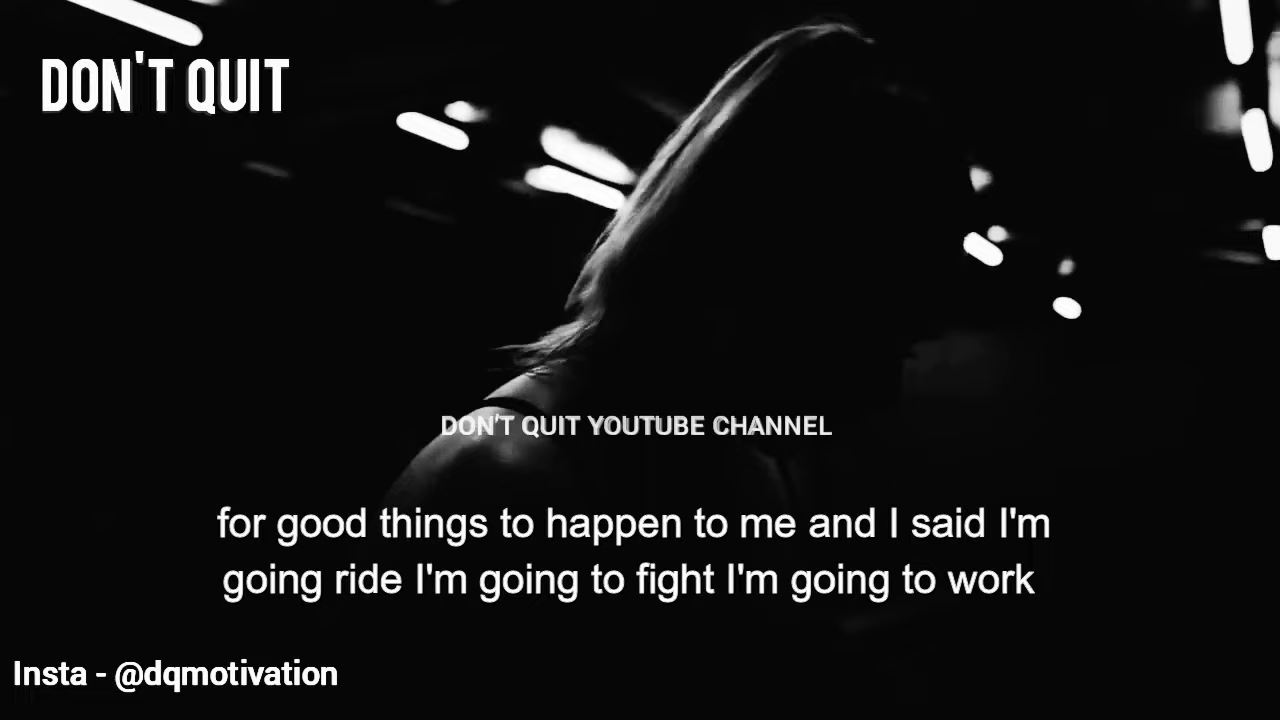 DON'T QUIT
DON'T QUIT YOUTUBE CHANNEL
for good things to happen to me and I said I'm
going ride I'm going to fight I'm going to work
Insta - @dqmotivation